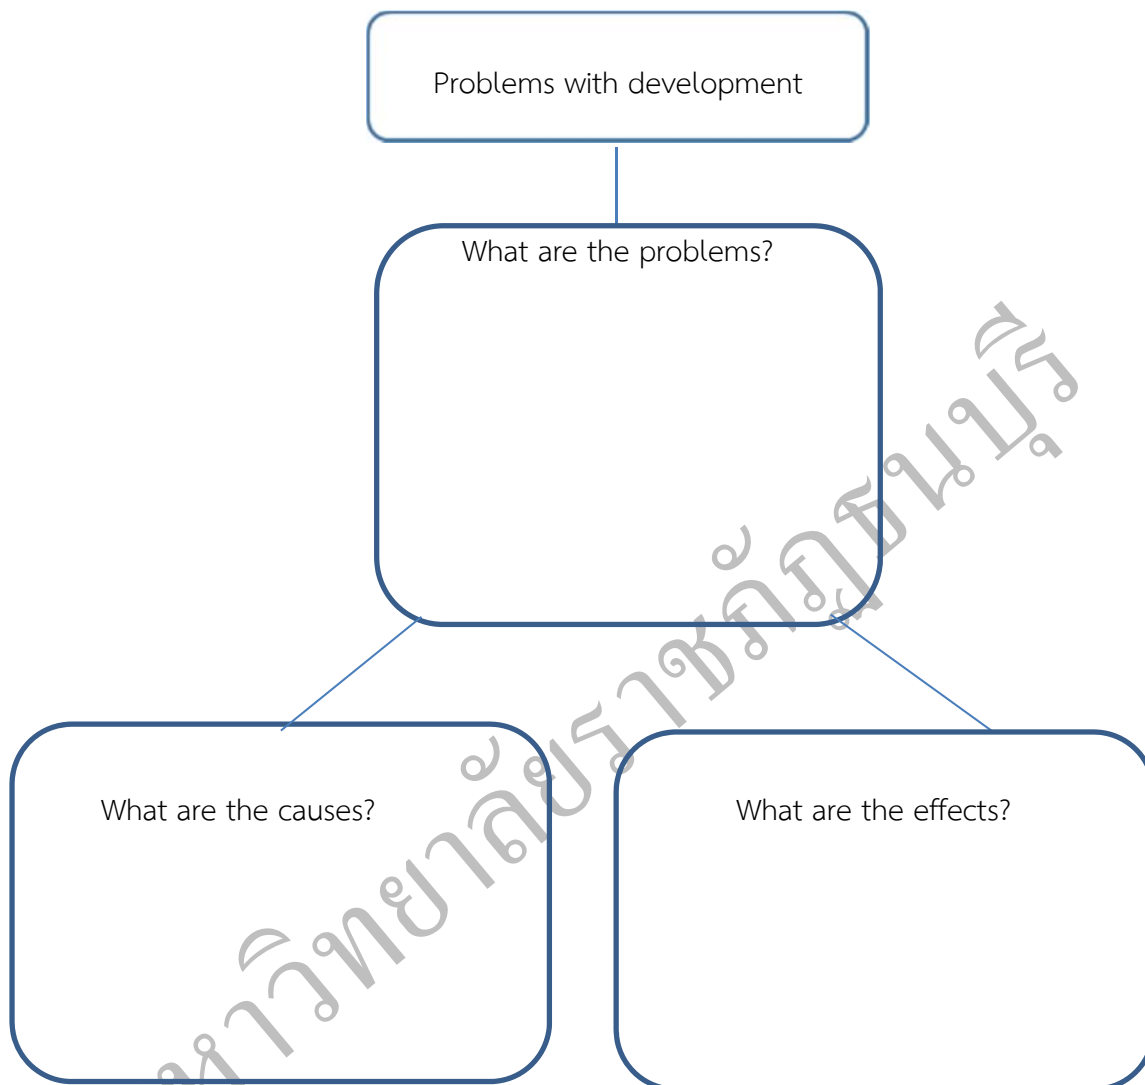 Problems with development
What are the problems?
What are the causes?
What are the effects?
หาวิทยาลัยราชภัฏธนบุรี